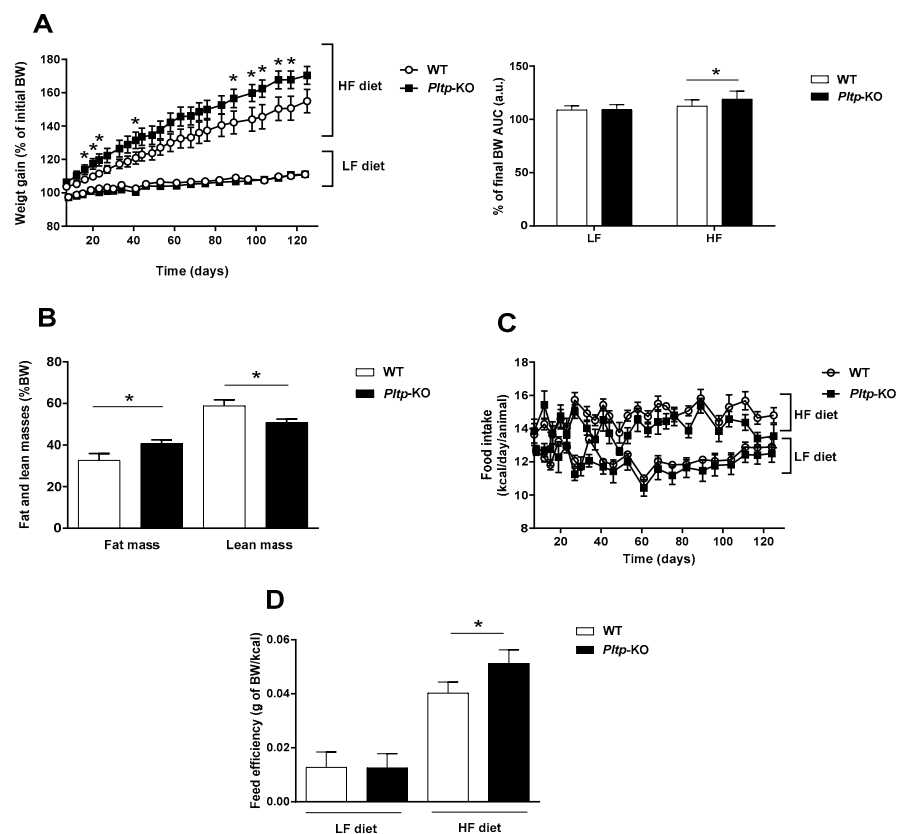 A
Weigt gain (% of initial BW)
180
160
140
120
100
80
20 40 60 80 100 120
Time (days)
* * * * * * * * *
WT
Pltp-KO
HF diet
LF diet
% of final BW AUC (a.u.)
150
100
50
0
LF HF
*
WT
Pltp-KO
B
Fat and lean masses (%BW)
80
60
40
20
0
* *
Fat mass Lean mass
WT
Pltp-KO
C
Food intake
(kcal/day/animal)
18
16
14
12
10
8
20 40 60 80 100 120
Time (days)
WT
Pltp-KO
HF diet
LF diet
D
Feed efficiency (g of BW/kcal)
0.06
0.04
0.02
0.00
*
LF diet HF diet
WT
Pltp-KO